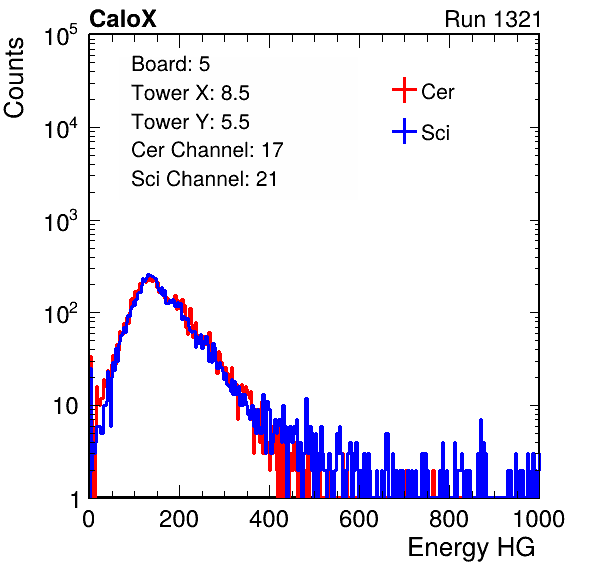 CaloX Run 1321
Counts
10^5
10^4
10^3
10^2
10
1
Board: 5
Tower X: 8.5
Tower Y: 5.5
Cer Channel: 17
Sci Channel: 21
Cer
Sci
0 200 400 600 800 1000
Energy HG